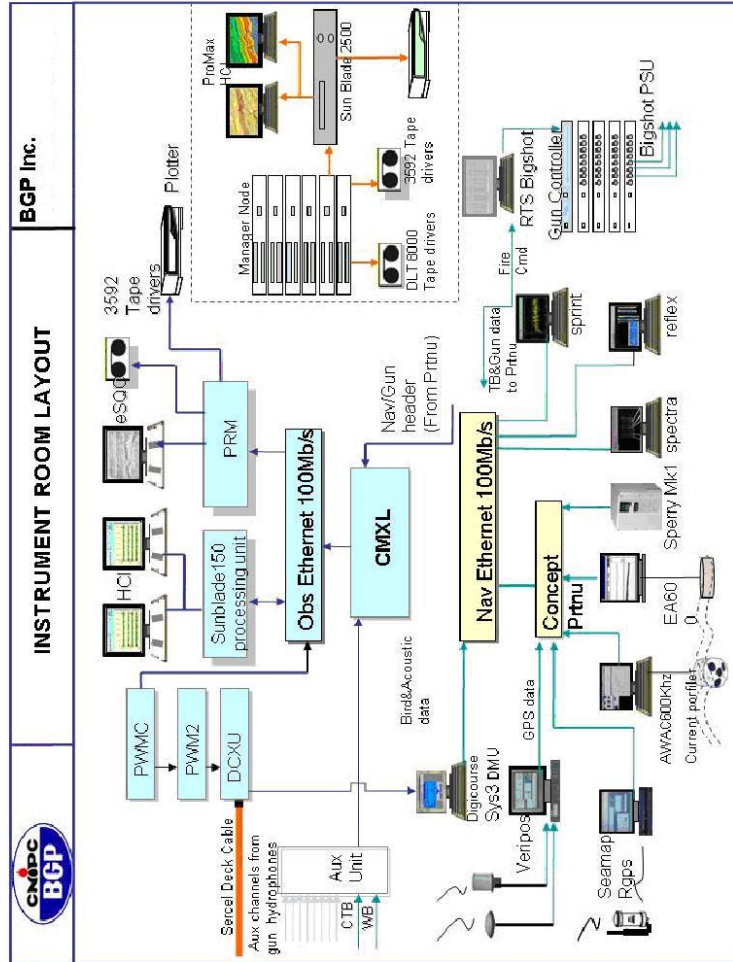 CNPC
BGP
INSTRUMENT ROOM LAYOUT
BGP Inc.
PWMC
PWM2
DCXU
Sercel Deck Cable
Aux channels from
gun hydrophones
CTB
WB
Aux
Unit
HCI
Sunblade150
processing unit
eSQC
3592 Tape
drivers
Plotter
PRM
Obs Ethernet 100Mb/s
CMXL
Nav/Gun
header
(From Prtnu)
Manager Node
DLT 8000
Tape drivers
3592 Tape
drivers
ProMax
HCI
Sun Blade 2500
Bird&Acoustic
data
Digicourse
Sys3 DMU
Veripos
GPS data
Seamap
Rgps
Nav Ethernet 100Mb/s
Concept
Prtnu
AWAC600Khz
Current porfiler
EA60
0
Sperry Mk1
spectra
reflex
sprint
TB&Gun data
to Prtnu
Fire
Cmd
RTS Bigshot
Gun Controller
Bigshot PSU